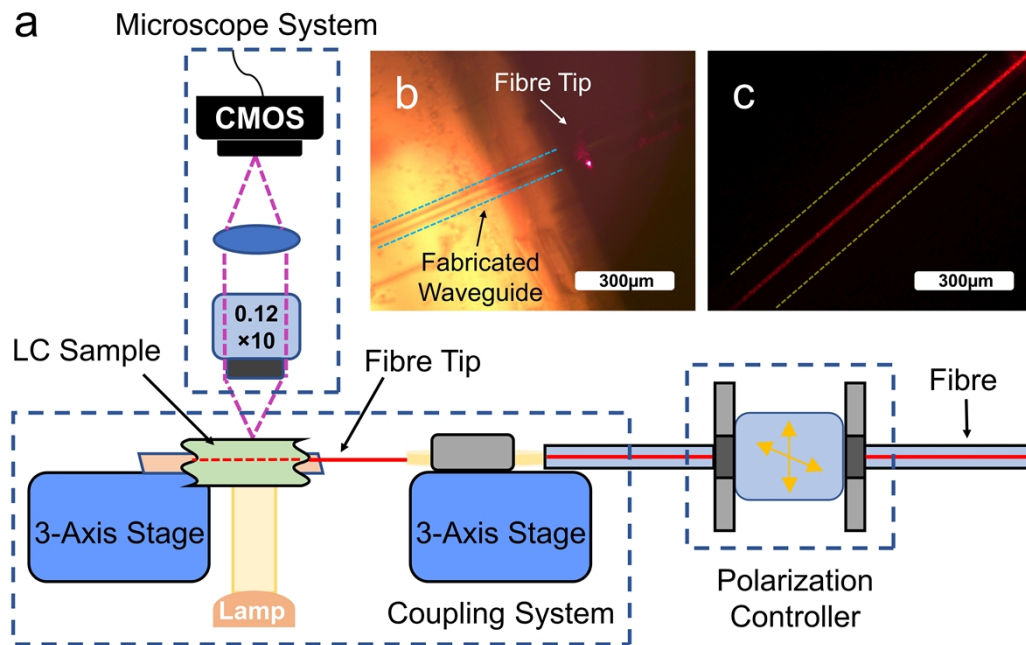 a
Microscope System
CMOS
0.12
×10
LC Sample
Fibre Tip
3-Axis Stage
Lamp
3-Axis Stage
Coupling System
Polarization
Controller
Fibre
b
Fibre Tip
Fabricated
Waveguide
300µm
c
300µm